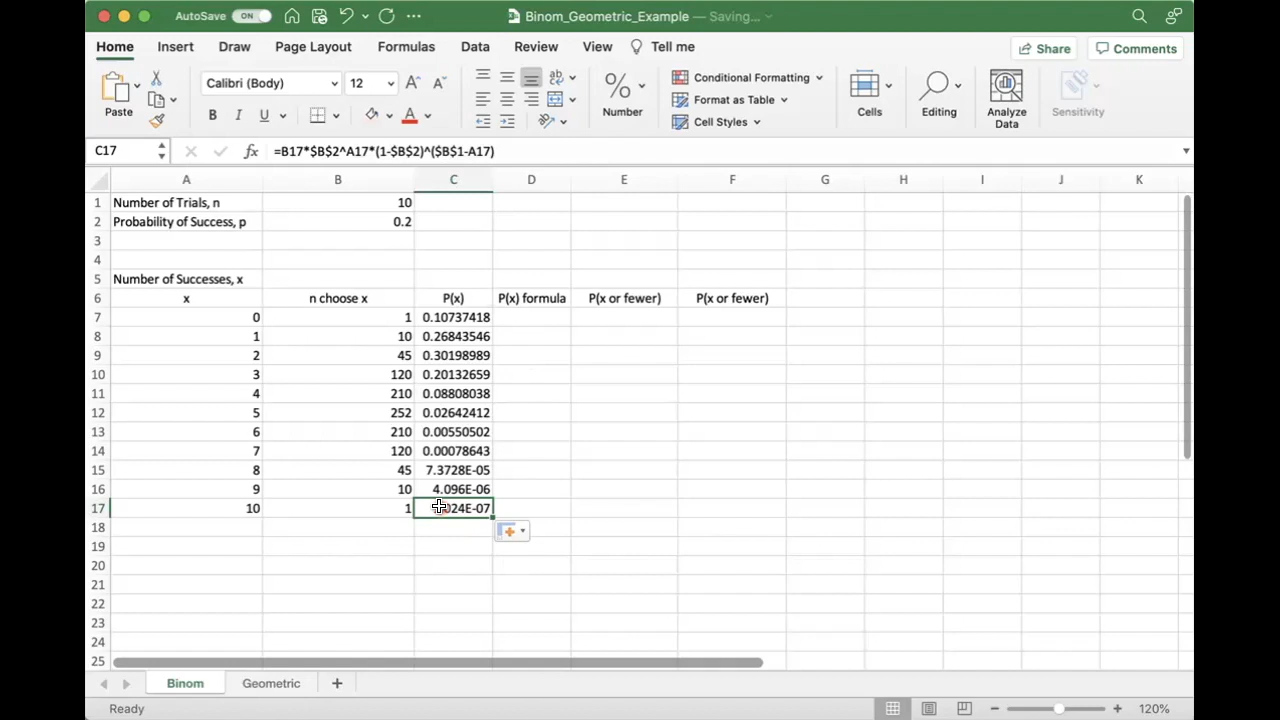 AutoSave ON Binom_Geometric_Example — Saving...
Home Insert Draw Page Layout Formulas Data Review View Tell me Share Comments
Paste Calibri (Body) 12 Number Conditional Formatting Format as Table Cell Styles Cells Editing Analyze Data Sensitivity
C17 fx =B17*$B$2^A17*(1-$B$2)^($B$1-A17)
A B C D E F G H I J K
1 Number of Trials, n 10
2 Probability of Success, p 0.2
3
4
5 Number of Successes, x
6 x n choose x P(x) P(x) formula P(x or fewer) P(x or fewer)
7 0 1 0.10737418
8 1 10 0.26843546
9 2 45 0.30198989
10 3 120 0.20132659
11 4 210 0.08808038
12 5 252 0.02642412
13 6 210 0.00550502
14 7 120 0.00078643
15 8 45 7.3728E-05
16 9 10 4.096E-06
17 10 1 024E-07
18
19
20
21
22
23
24
25
Binom Geometric +
Ready 120%